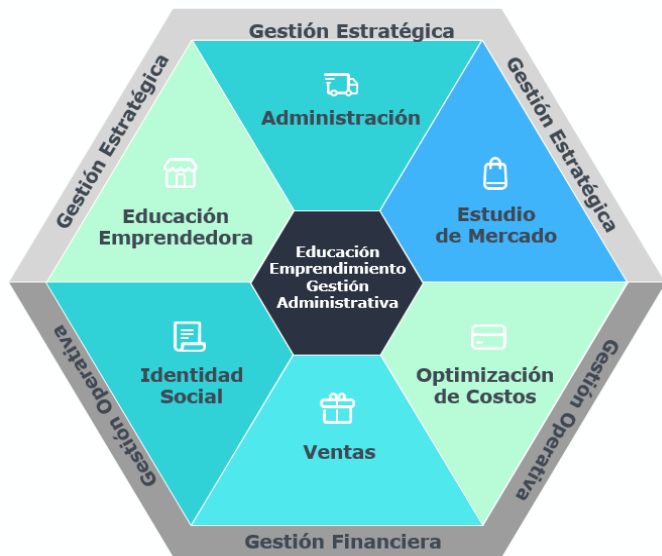 Gestión Estratégica
Gestión Estratégica
Gestión Estratégica
Administración
Educación
Emprendedora
Estudio
de Mercado
Educación
Emprendimiento
Gestión
Administrativa
Identidad
Social
Optimización
de Costos
Ventas
Gestión Operativa
Gestión Operativa
Gestión Financiera